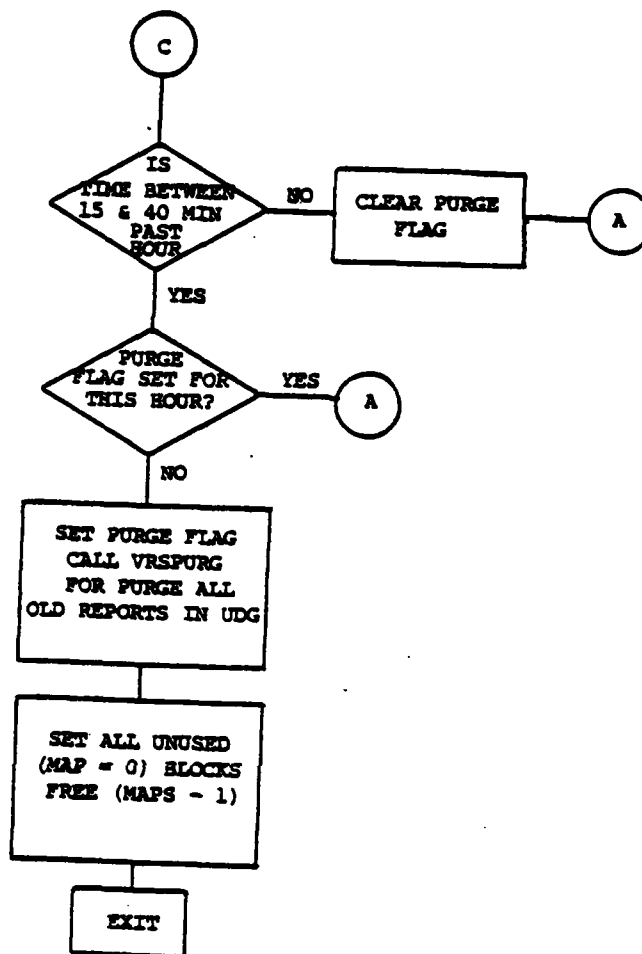 C
IS
TIME BETWEEN
15 & 40 MIN
PAST
HOUR
NO
CLEAR PURGE
FLAG
A
YES
PURGE
FLAG SET FOR
THIS HOUR?
YES
A
NO
SET PURGE FLAG
CALL VRSPURG
FOR PURGE ALL
OLD REPORTS IN UDG
SET ALL UNUSED
(MAP = 0) BLOCKS
FREE (MAPS - 1)
EXIT